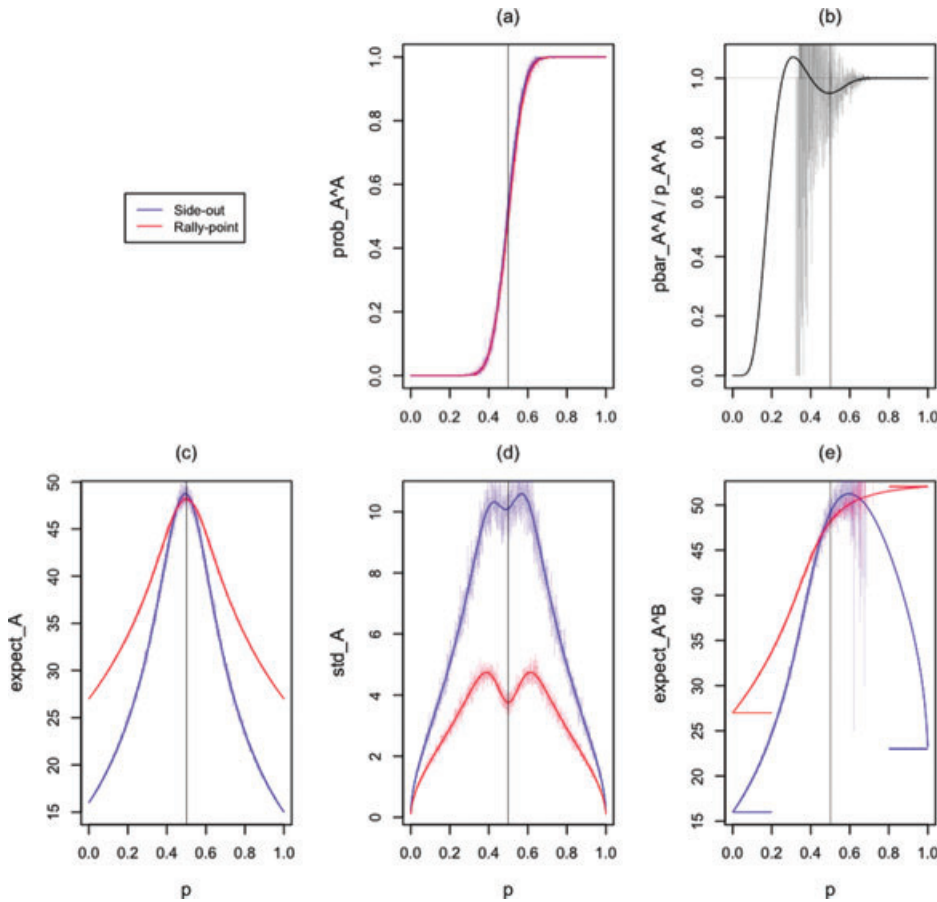 (a)
(b)
Side-out
Rally-point
prob_A^A
0.0 0.2 0.4 0.6 0.8 1.0
0.0 0.2 0.4 0.6 0.8 1.0
pbar_A^A / p_A^A
0.0 0.2 0.4 0.6 0.8 1.0
0.0 0.2 0.4 0.6 0.8 1.0
(c)
(d)
(e)
expect_A
15 20 25 30 35 40 45 50
0.0 0.2 0.4 0.6 0.8 1.0
p
std_A
0 2 4 6 8 10
0.0 0.2 0.4 0.6 0.8 1.0
p
expect_A^B
15 20 25 30 35 40 45 50
0.0 0.2 0.4 0.6 0.8 1.0
p